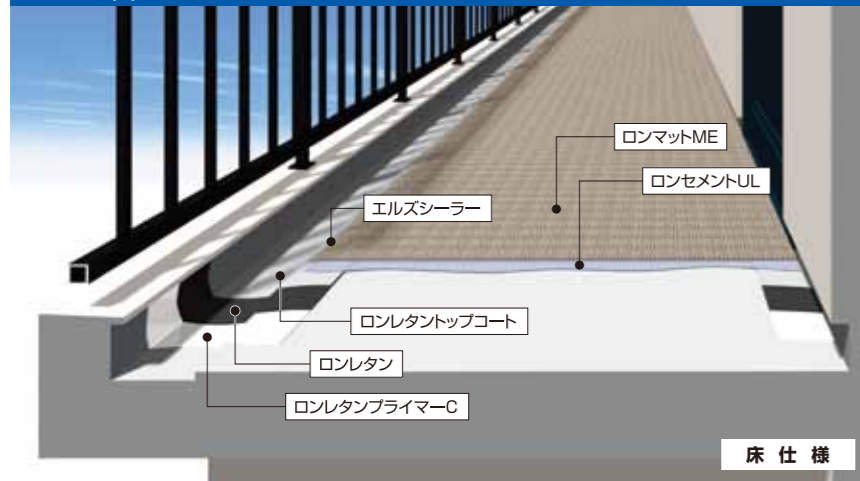 ロンマットME
ロンセメントUL
エルズシーラー
ロンレタントップコート
ロンレタン
ロンレタンプライマーC
床仕様